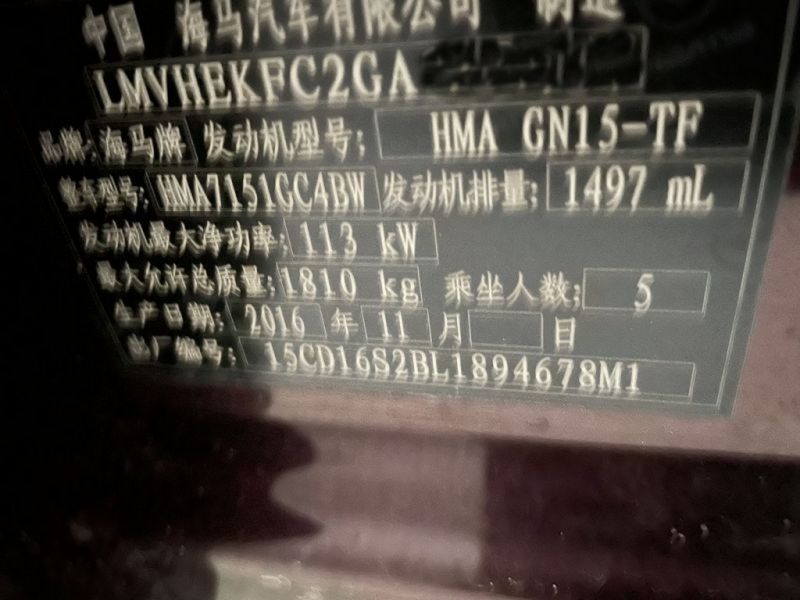 中国 海马汽车有限公司 制造
LMVHEKFC2GA
品牌: 海马牌 发动机型号: HMA GN15-TF
整车型号: HMA7151GC4BW 发动机排量: 1497 mL
发动机最大净功率: 113 kW
最大允许总质量: 1810 kg 乘坐人数: 5
生产日期: 2016 年 11 月 日
出厂编号: 15CD16S2BL1894678M1